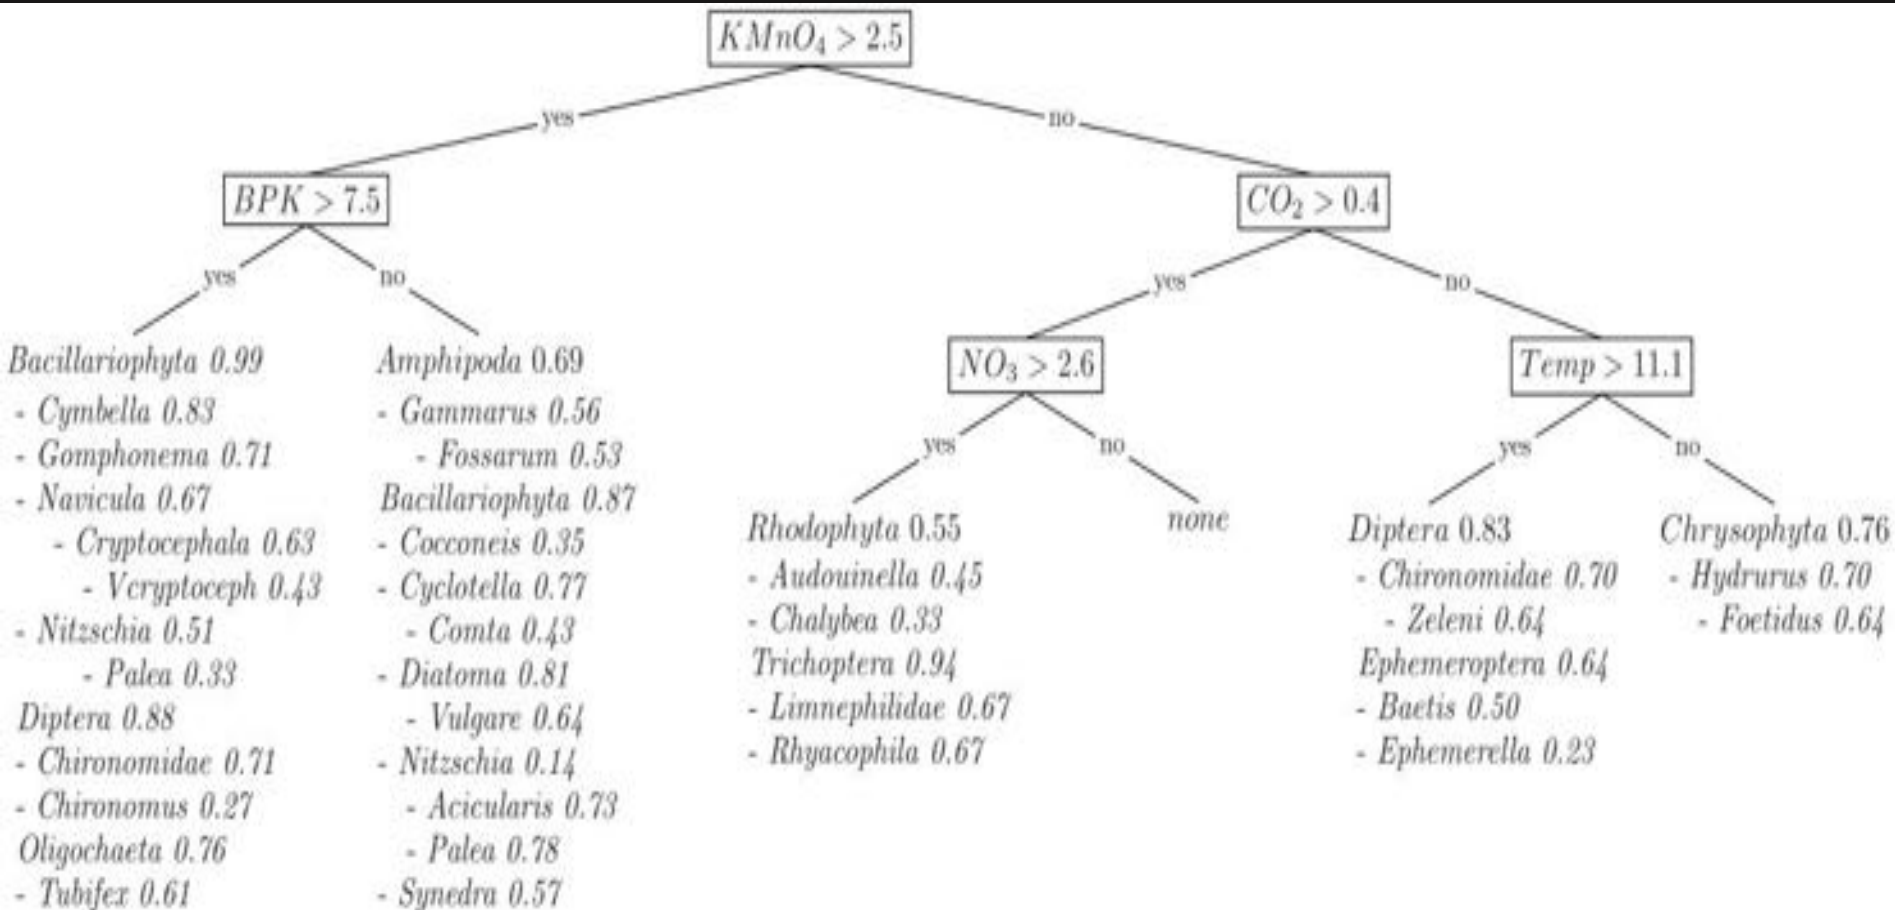 KMnO₄ > 2.5
yes
no
BPK > 7.5
CO₂ > 0.4
yes
no
yes
no
NO₃ > 2.6
Temp > 11.1
yes
no
yes
no
Bacillariophyta 0.99
- Cymbella 0.83
- Gomphonema 0.71
- Navicula 0.67
- Cryptocephala 0.63
- Vcryptoceph 0.43
- Nitzschia 0.51
- Palea 0.33
Diptera 0.88
- Chironomidae 0.71
- Chironomus 0.27
Oligochaeta 0.76
- Tubifex 0.61
Amphipoda 0.69
- Gammarus 0.56
- Fossarum 0.53
Bacillariophyta 0.87
- Cocconeis 0.35
- Cyclotella 0.77
- Comta 0.43
- Diatoma 0.81
- Vulgare 0.64
- Nitzschia 0.14
- Acicularis 0.73
- Palea 0.78
- Synedra 0.57
Rhodophyta 0.55
- Audouinella 0.45
- Chalybea 0.33
Trichoptera 0.94
- Limnephilidae 0.67
- Rhyacophila 0.67
none
Diptera 0.83
- Chironomidae 0.70
- Zeleni 0.64
Ephemeroptera 0.64
- Baetis 0.50
- Ephemerella 0.23
Chrysophyta 0.76
- Hydrurus 0.70
- Foetidus 0.64